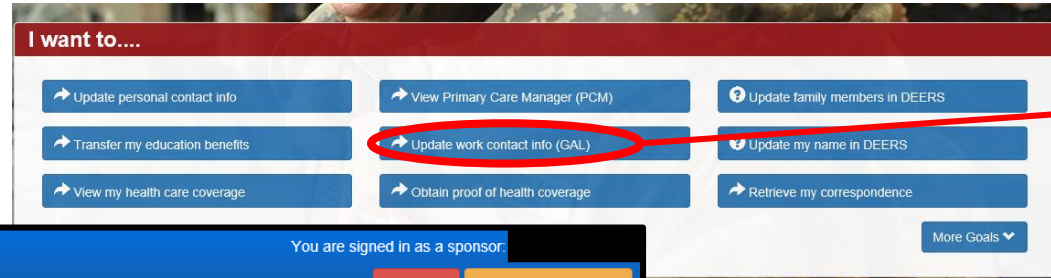 I want to....
Update personal contact info
View Primary Care Manager (PCM)
Update family members in DEERS
Transfer my education benefits
Update work contact info (GAL)
Update my name in DEERS
View my health care coverage
Obtain proof of health coverage
Retrieve my correspondence
More Goals
You are signed in as a sponsor: